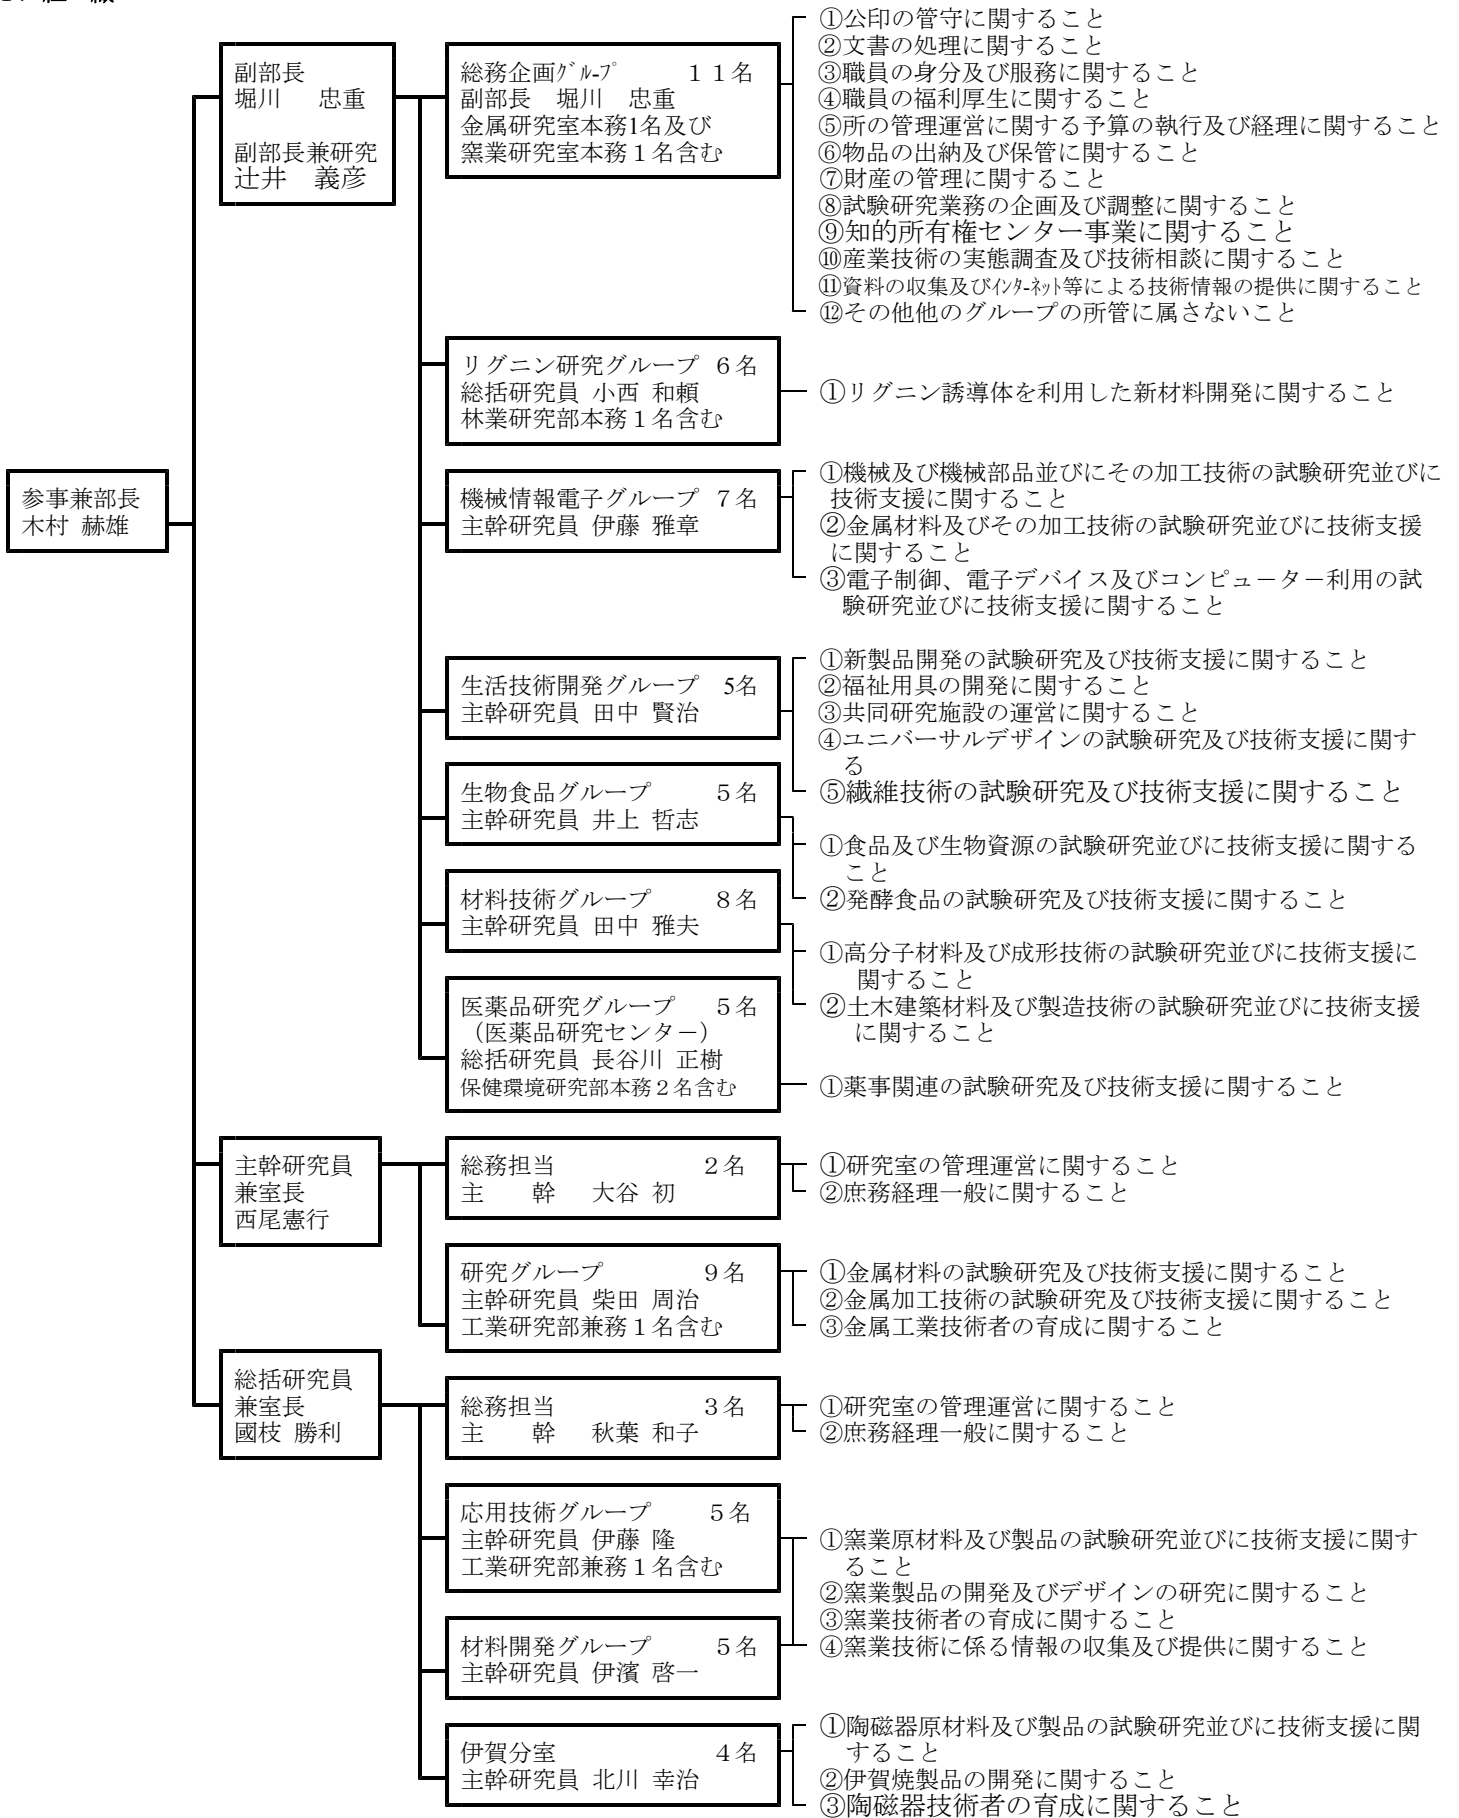 副部長
堀川　忠重
副部長兼研究
辻井　義彦
総務企画ｸﾞﾙｰﾌﾟ　１１名
副部長　堀川　忠重
金属研究室本務1名及び
窯業研究室本務１名含む
①公印の管守に関すること
②文書の処理に関すること
③職員の身分及び服務に関すること
④職員の福利厚生に関すること
⑤所の管理運営に関する予算の執行及び経理に関すること
⑥物品の出納及び保管に関すること
⑦財産の管理に関すること
⑧試験研究業務の企画及び調整に関すること
⑨知的所有権センター事業に関すること
⑩産業技術の実態調査及び技術相談に関すること
⑪資料の収集及びｲﾝﾀｰﾈｯﾄ等による技術情報の提供に関すること
⑫その他他のグループの所管に属さないこと
リグニン研究グループ ６名
総括研究員 小西 和頼
林業研究部本務１名含む
①リグニン誘導体を利用した新材料開発に関すること
参事兼部長
木村 赫雄
機械情報電子グループ ７名
主幹研究員 伊藤 雅章
①機械及び機械部品並びにその加工技術の試験研究並びに
技術支援に関すること
②金属材料及びその加工技術の試験研究並びに技術支援
に関すること
③電子制御、電子デバイス及びコンピュ－タ－利用の試
験研究並びに技術支援に関すること
生活技術開発グループ　5名
主幹研究員 田中 賢治
①新製品開発の試験研究及び技術支援に関すること
②福祉用具の開発に関すること
③共同研究施設の運営に関すること
④ユニバーサルデザインの試験研究及び技術支援に関す
る
⑤繊維技術の試験研究及び技術支援に関すること
生物食品グループ　５名
主幹研究員 井上 哲志
①食品及び生物資源の試験研究並びに技術支援に関する
こと
②発酵食品の試験研究及び技術支援に関すること
材料技術グループ　８名
主幹研究員 田中 雅夫
①高分子材料及び成形技術の試験研究並びに技術支援に
関すること
②土木建築材料及び製造技術の試験研究並びに技術支援
に関すること
医薬品研究グループ　５名
（医薬品研究センタ－）
総括研究員 長谷川 正樹
保健環境研究部本務２名含む
①薬事関連の試験研究及び技術支援に関すること
主幹研究員
兼室長
西尾憲行
総務担当　２名
主　幹　大谷 初
①研究室の管理運営に関すること
②庶務経理一般に関すること
研究グループ　９名
主幹研究員 柴田 周治
工業研究部兼務１名含む
①金属材料の試験研究及び技術支援に関すること
②金属加工技術の試験研究及び技術支援に関すること
③金属工業技術者の育成に関すること
総括研究員
兼室長
國枝 勝利
総務担当　３名
主　幹　秋葉 和子
①研究室の管理運営に関すること
②庶務経理一般に関すること
応用技術グループ　５名
主幹研究員 伊藤 隆
工業研究部兼務１名含む
①窯業原材料及び製品の試験研究並びに技術支援に関す
ること
②窯業製品の開発及びデザインの研究に関すること
③窯業技術者の育成に関すること
④窯業技術に係る情報の収集及び提供に関すること
材料開発グループ　５名
主幹研究員 伊濱 啓一
伊賀分室　４名
主幹研究員 北川 幸治
①陶磁器原材料及び製品の試験研究並びに技術支援に関
すること
②伊賀焼製品の開発に関すること
③陶磁器技術者の育成に関すること